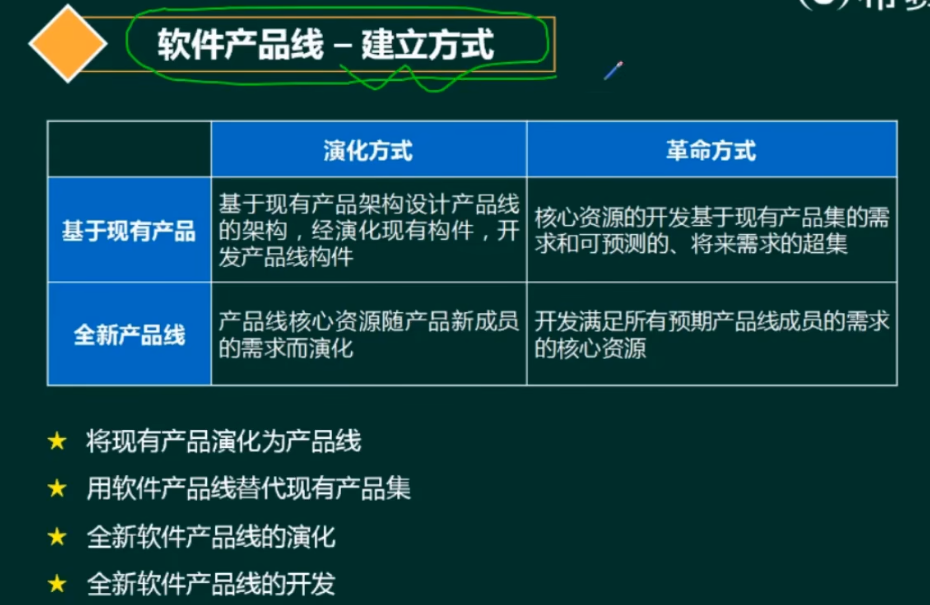 软件产品线 – 建立方式
演化方式
革命方式
基于现有产品
基于现有产品架构设计产品线
的架构，经演化现有构件，开
发产品线构件
核心资源的开发基于现有产品集的需
求和可预测的、将来需求的超集
全新产品线
产品线核心资源随产品新成员
的需求而演化
开发满足所有预期产品线成员的需求
的核心资源
★ 将现有产品演化为产品线
★ 用软件产品线替代现有产品集
★ 全新软件产品线的演化
★ 全新软件产品线的开发